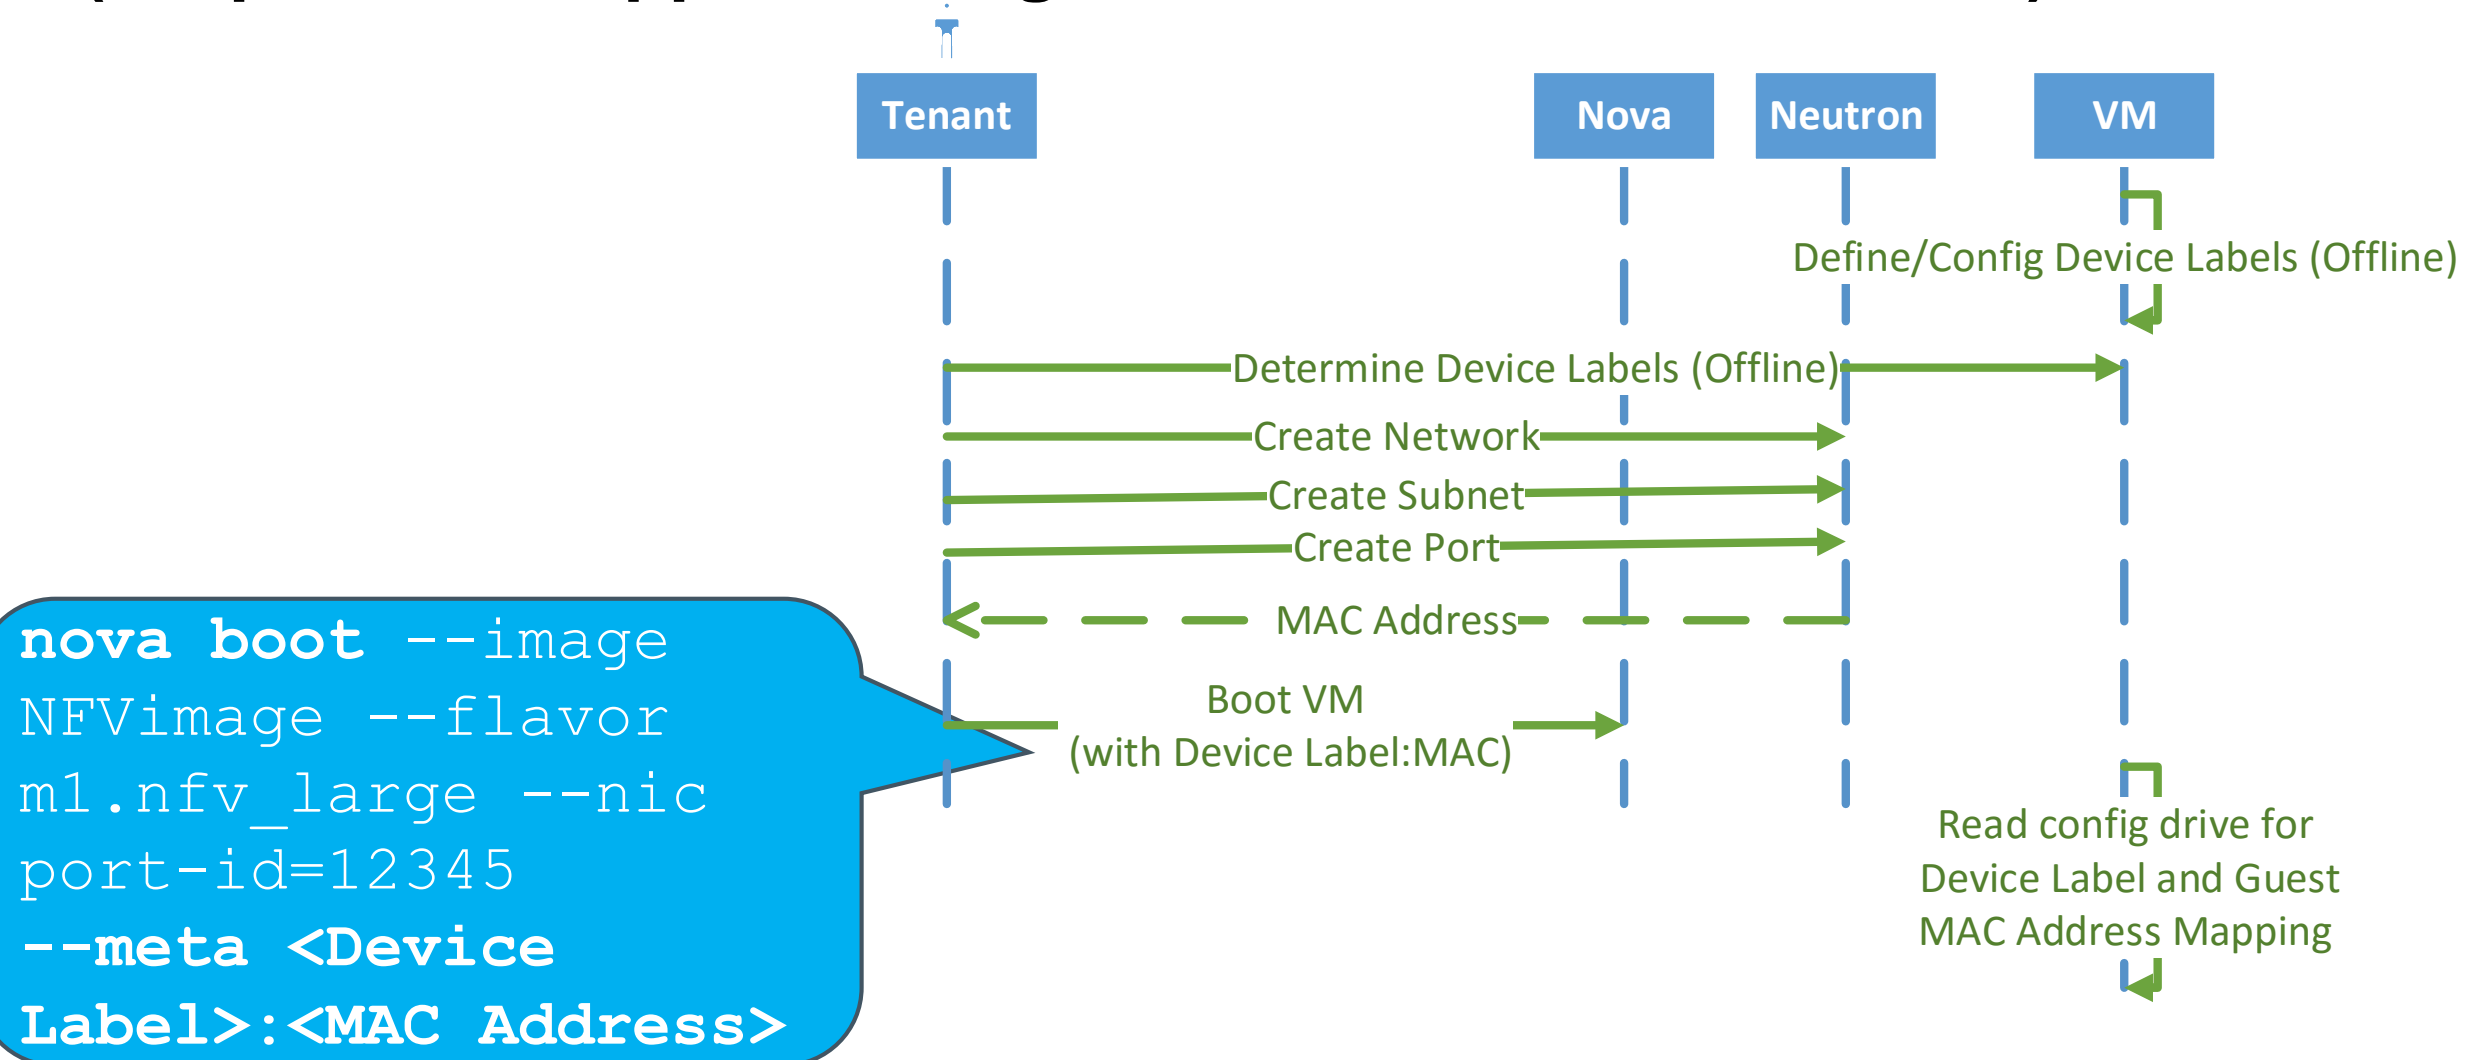 Tenant
Nova
Neutron
VM
Define/Config Device Labels (Offline)
Determine Device Labels (Offline)
Create Network
Create Subnet
Create Port
MAC Address
Boot VM
(with Device Label:MAC)
Read config drive for
Device Label and Guest
MAC Address Mapping
nova boot --image
NFVimage --flavor
m1.nfv_large --nic
port-id=12345
--meta <Device
Label>:<MAC Address>